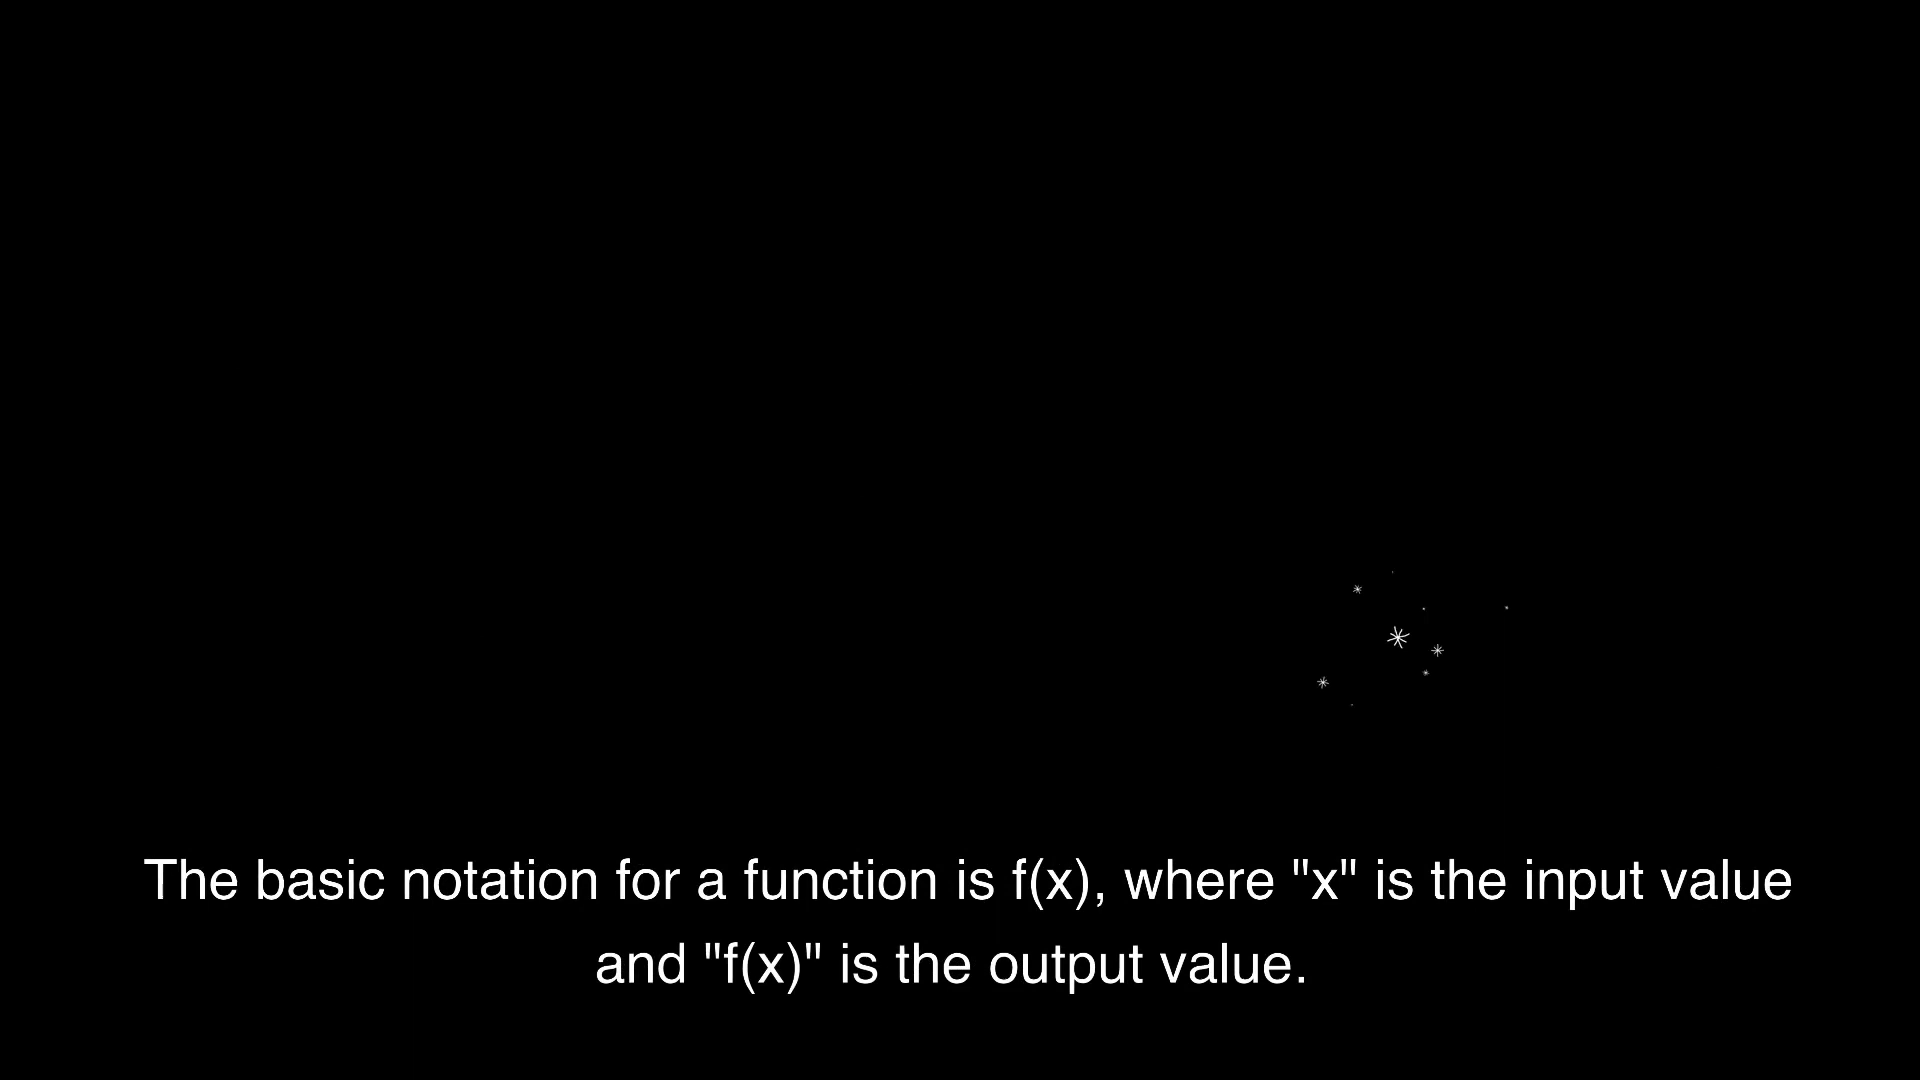 The basic notation for a function is f(x), where "x" is the input value
and "f(x)" is the output value.